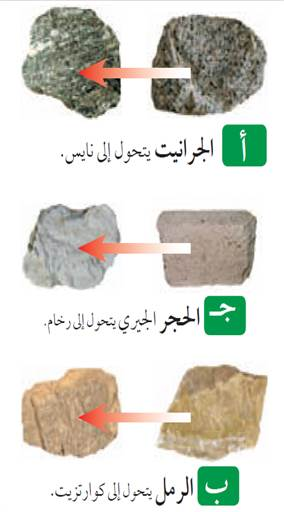 أ الجرانيت يتحول إلى نايس.
جـ الحجر الجيري يتحول إلى رخام.
ب الرمل يتحول إلى كوارتزيت.